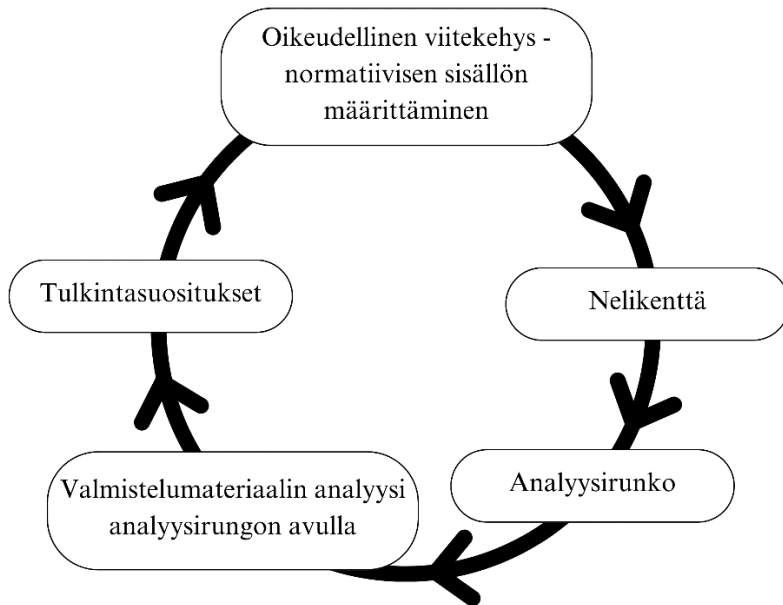 Oikeudellinen viitekehys -
normatiivisen sisällön
määrittäminen
Nelikenttä
Analyysirunko
Valmistelumateriaalin analyysi
analyysirungon avulla
Tulkintasuositukset